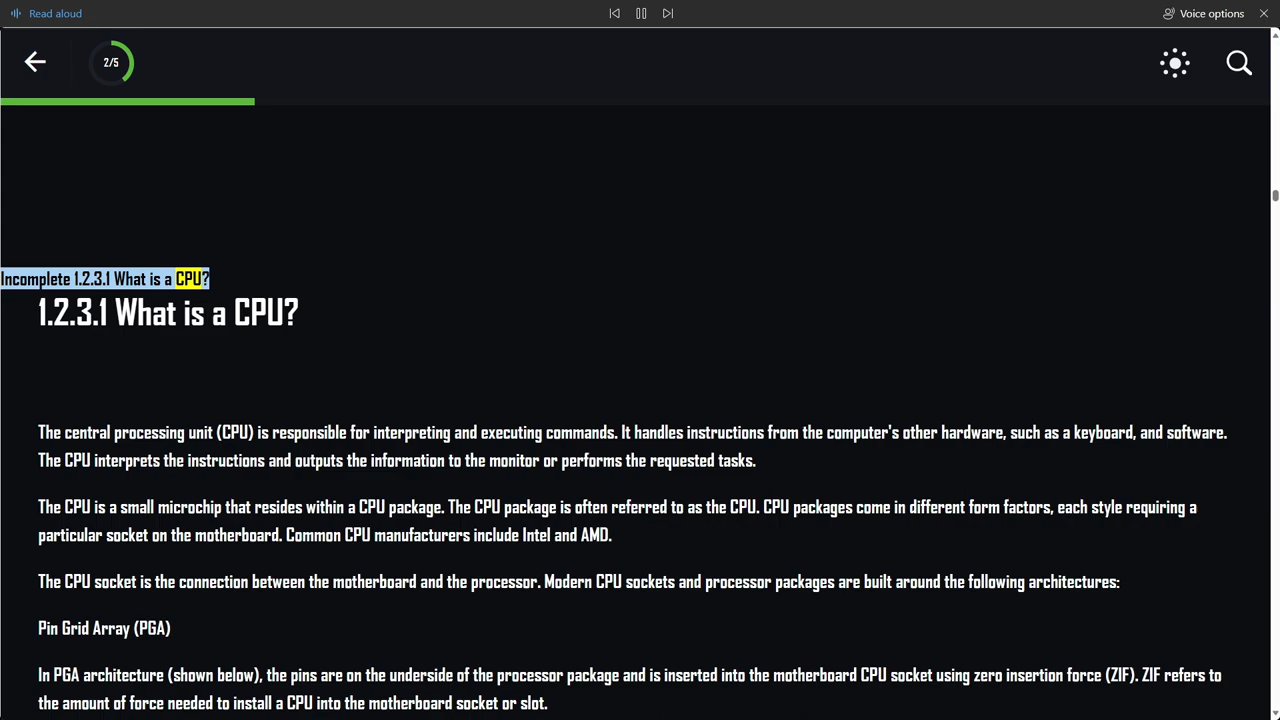 Read aloud
Voice options
2/5
Incomplete 1.2.3.1 What is a CPU?
1.2.3.1 What is a CPU?
The central processing unit (CPU) is responsible for interpreting and executing commands. It handles instructions from the computer's other hardware, such as a keyboard, and software.
The CPU interprets the instructions and outputs the information to the monitor or performs the requested tasks.
The CPU is a small microchip that resides within a CPU package. The CPU package is often referred to as the CPU. CPU packages come in different form factors, each style requiring a
particular socket on the motherboard. Common CPU manufacturers include Intel and AMD.
The CPU socket is the connection between the motherboard and the processor. Modern CPU sockets and processor packages are built around the following architectures:
Pin Grid Array (PGA)
In PGA architecture (shown below), the pins are on the underside of the processor package and is inserted into the motherboard CPU socket using zero insertion force (ZIF). ZIF refers to
the amount of force needed to install a CPU into the motherboard socket or slot.